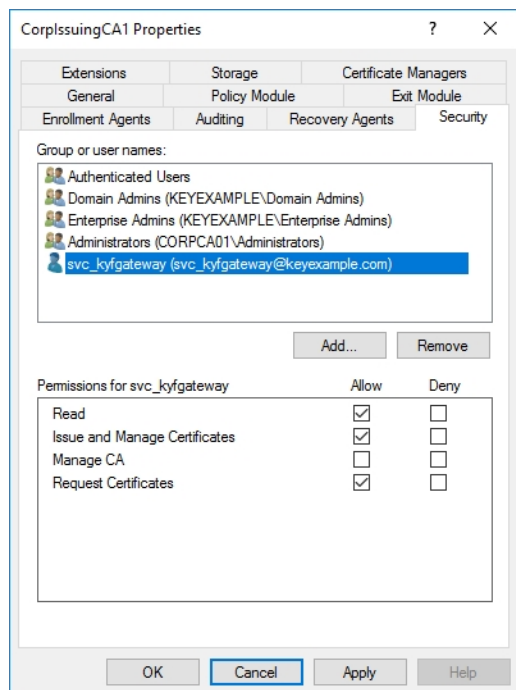 CorpIssuingCA1 Properties ? ×
Extensions Storage Certificate Managers
General Policy Module Exit Module
Enrollment Agents Auditing Recovery Agents Security
Group or user names:
Authenticated Users
Domain Admins (KEYEXAMPLE\Domain Admins)
Enterprise Admins (KEYEXAMPLE\Enterprise Admins)
Administrators (CORPCA01\Administrators)
svc_kyfgateway (svc_kyfgateway@keyexample.com)
Add... Remove
Permissions for svc_kyfgateway Allow Deny
Read
Issue and Manage Certificates
Manage CA
Request Certificates
OK Cancel Apply Help